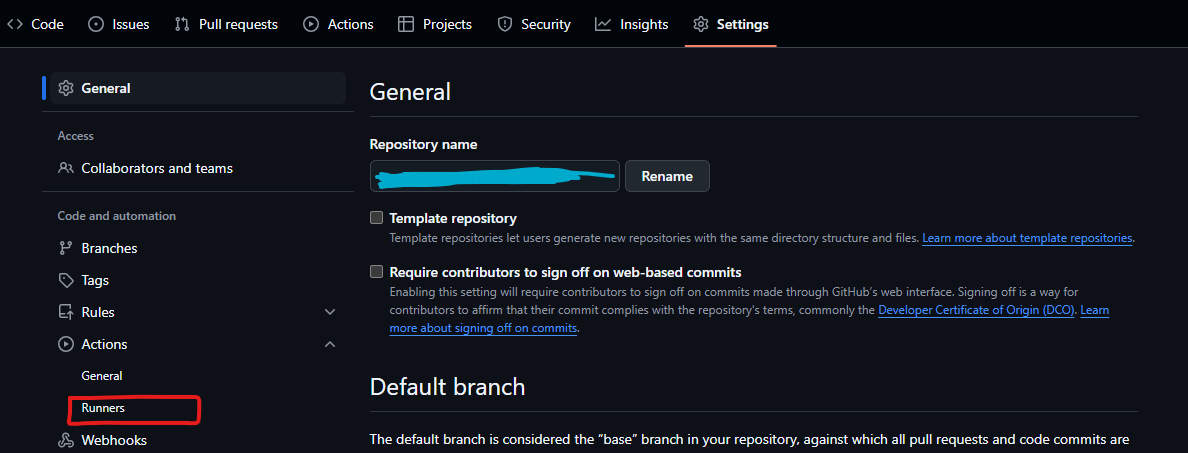 Code Issues Pull requests Actions Projects Security Insights Settings
General
Access
Collaborators and teams
Code and automation
Branches
Tags
Rules
Actions
General
Runners
Webhooks
General
Repository name
Rename
Template repository
Template repositories let users generate new repositories with the same directory structure and files. Learn more about template repositories.
Require contributors to sign off on web-based commits
Enabling this setting will require contributors to sign off on commits made through GitHub's web interface. Signing off is a way for
contributors to affirm that their commit complies with the repository's terms, commonly the Developer Certificate of Origin (DCO). Learn
more about signing off on commits.
Default branch
The default branch is considered the "base" branch in your repository, against which all pull requests and code commits are